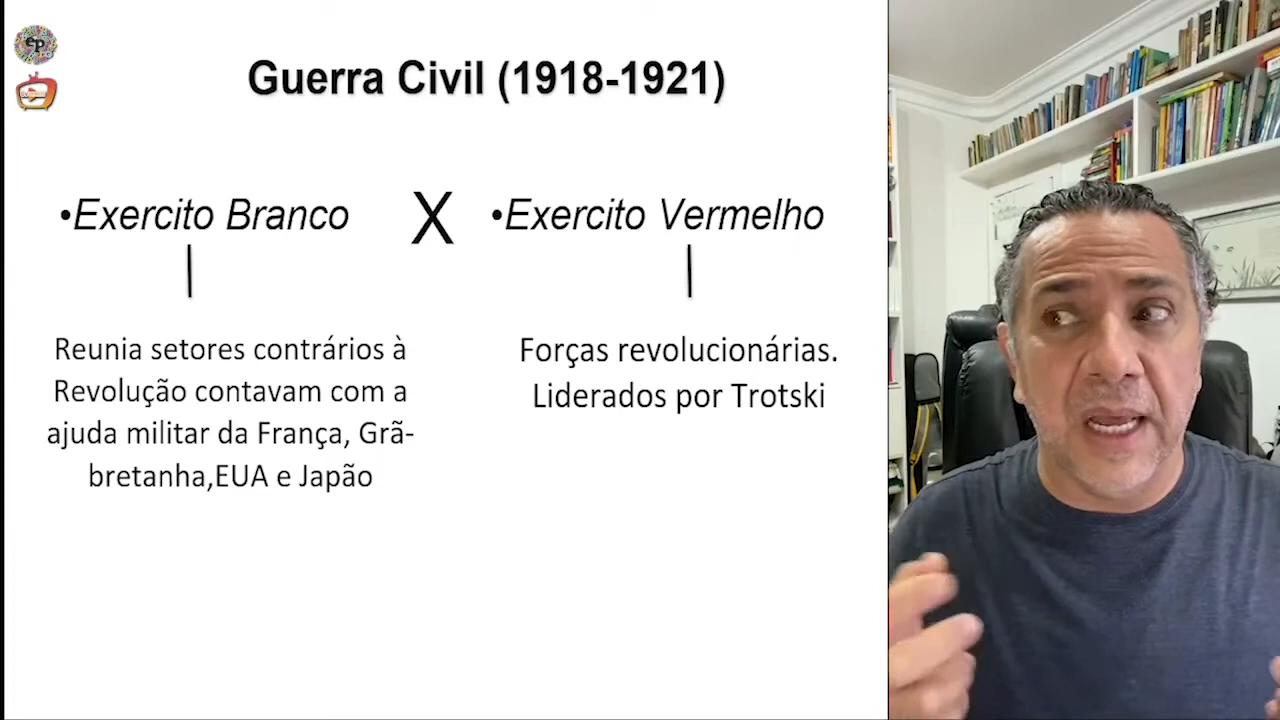 ep
Guerra Civil (1918-1921)
•Exercito Branco
X
•Exercito Vermelho
Reunia setores contrários à
Revolução contavam com a
ajuda militar da França, Grã-
bretanha,EUA e Japão
Forças revolucionárias.
Liderados por Trotski